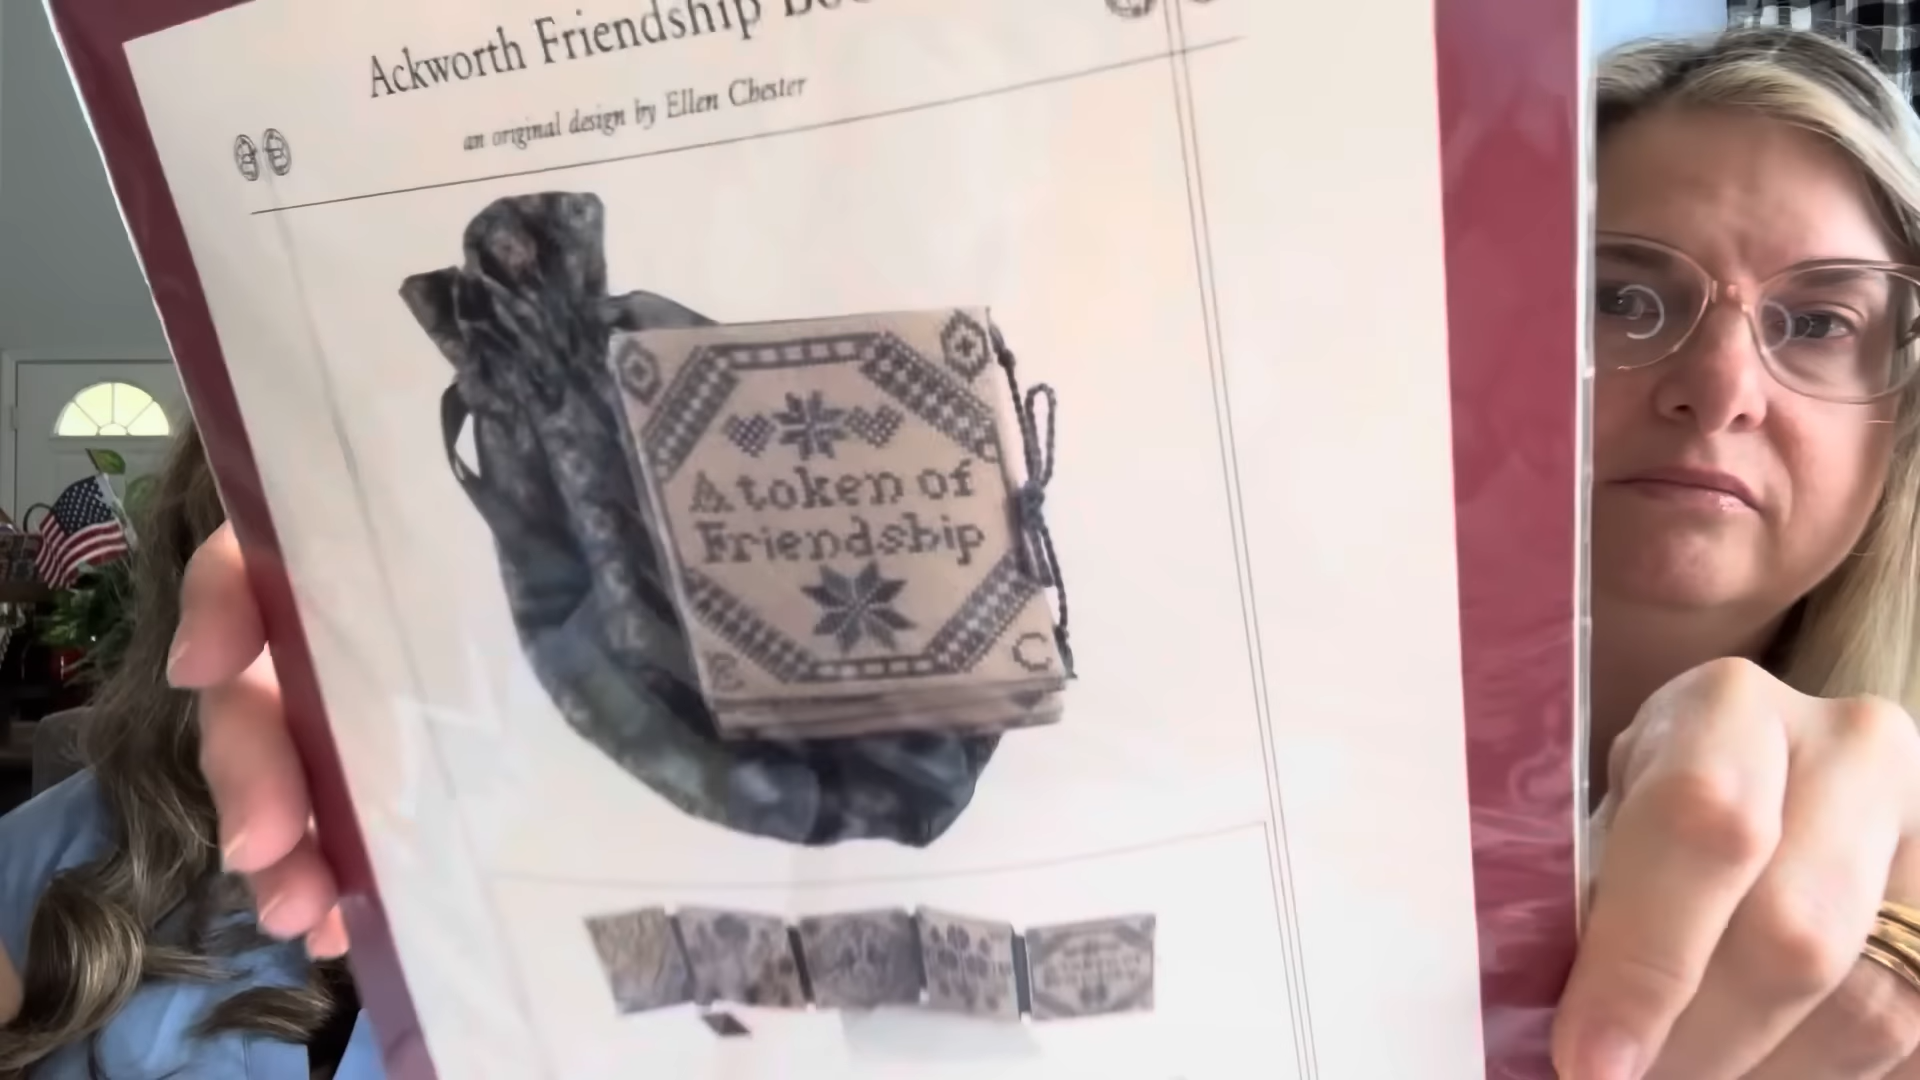 Ackworth Friendship
an original design by Ellen Chester
A token of
Friendship
C